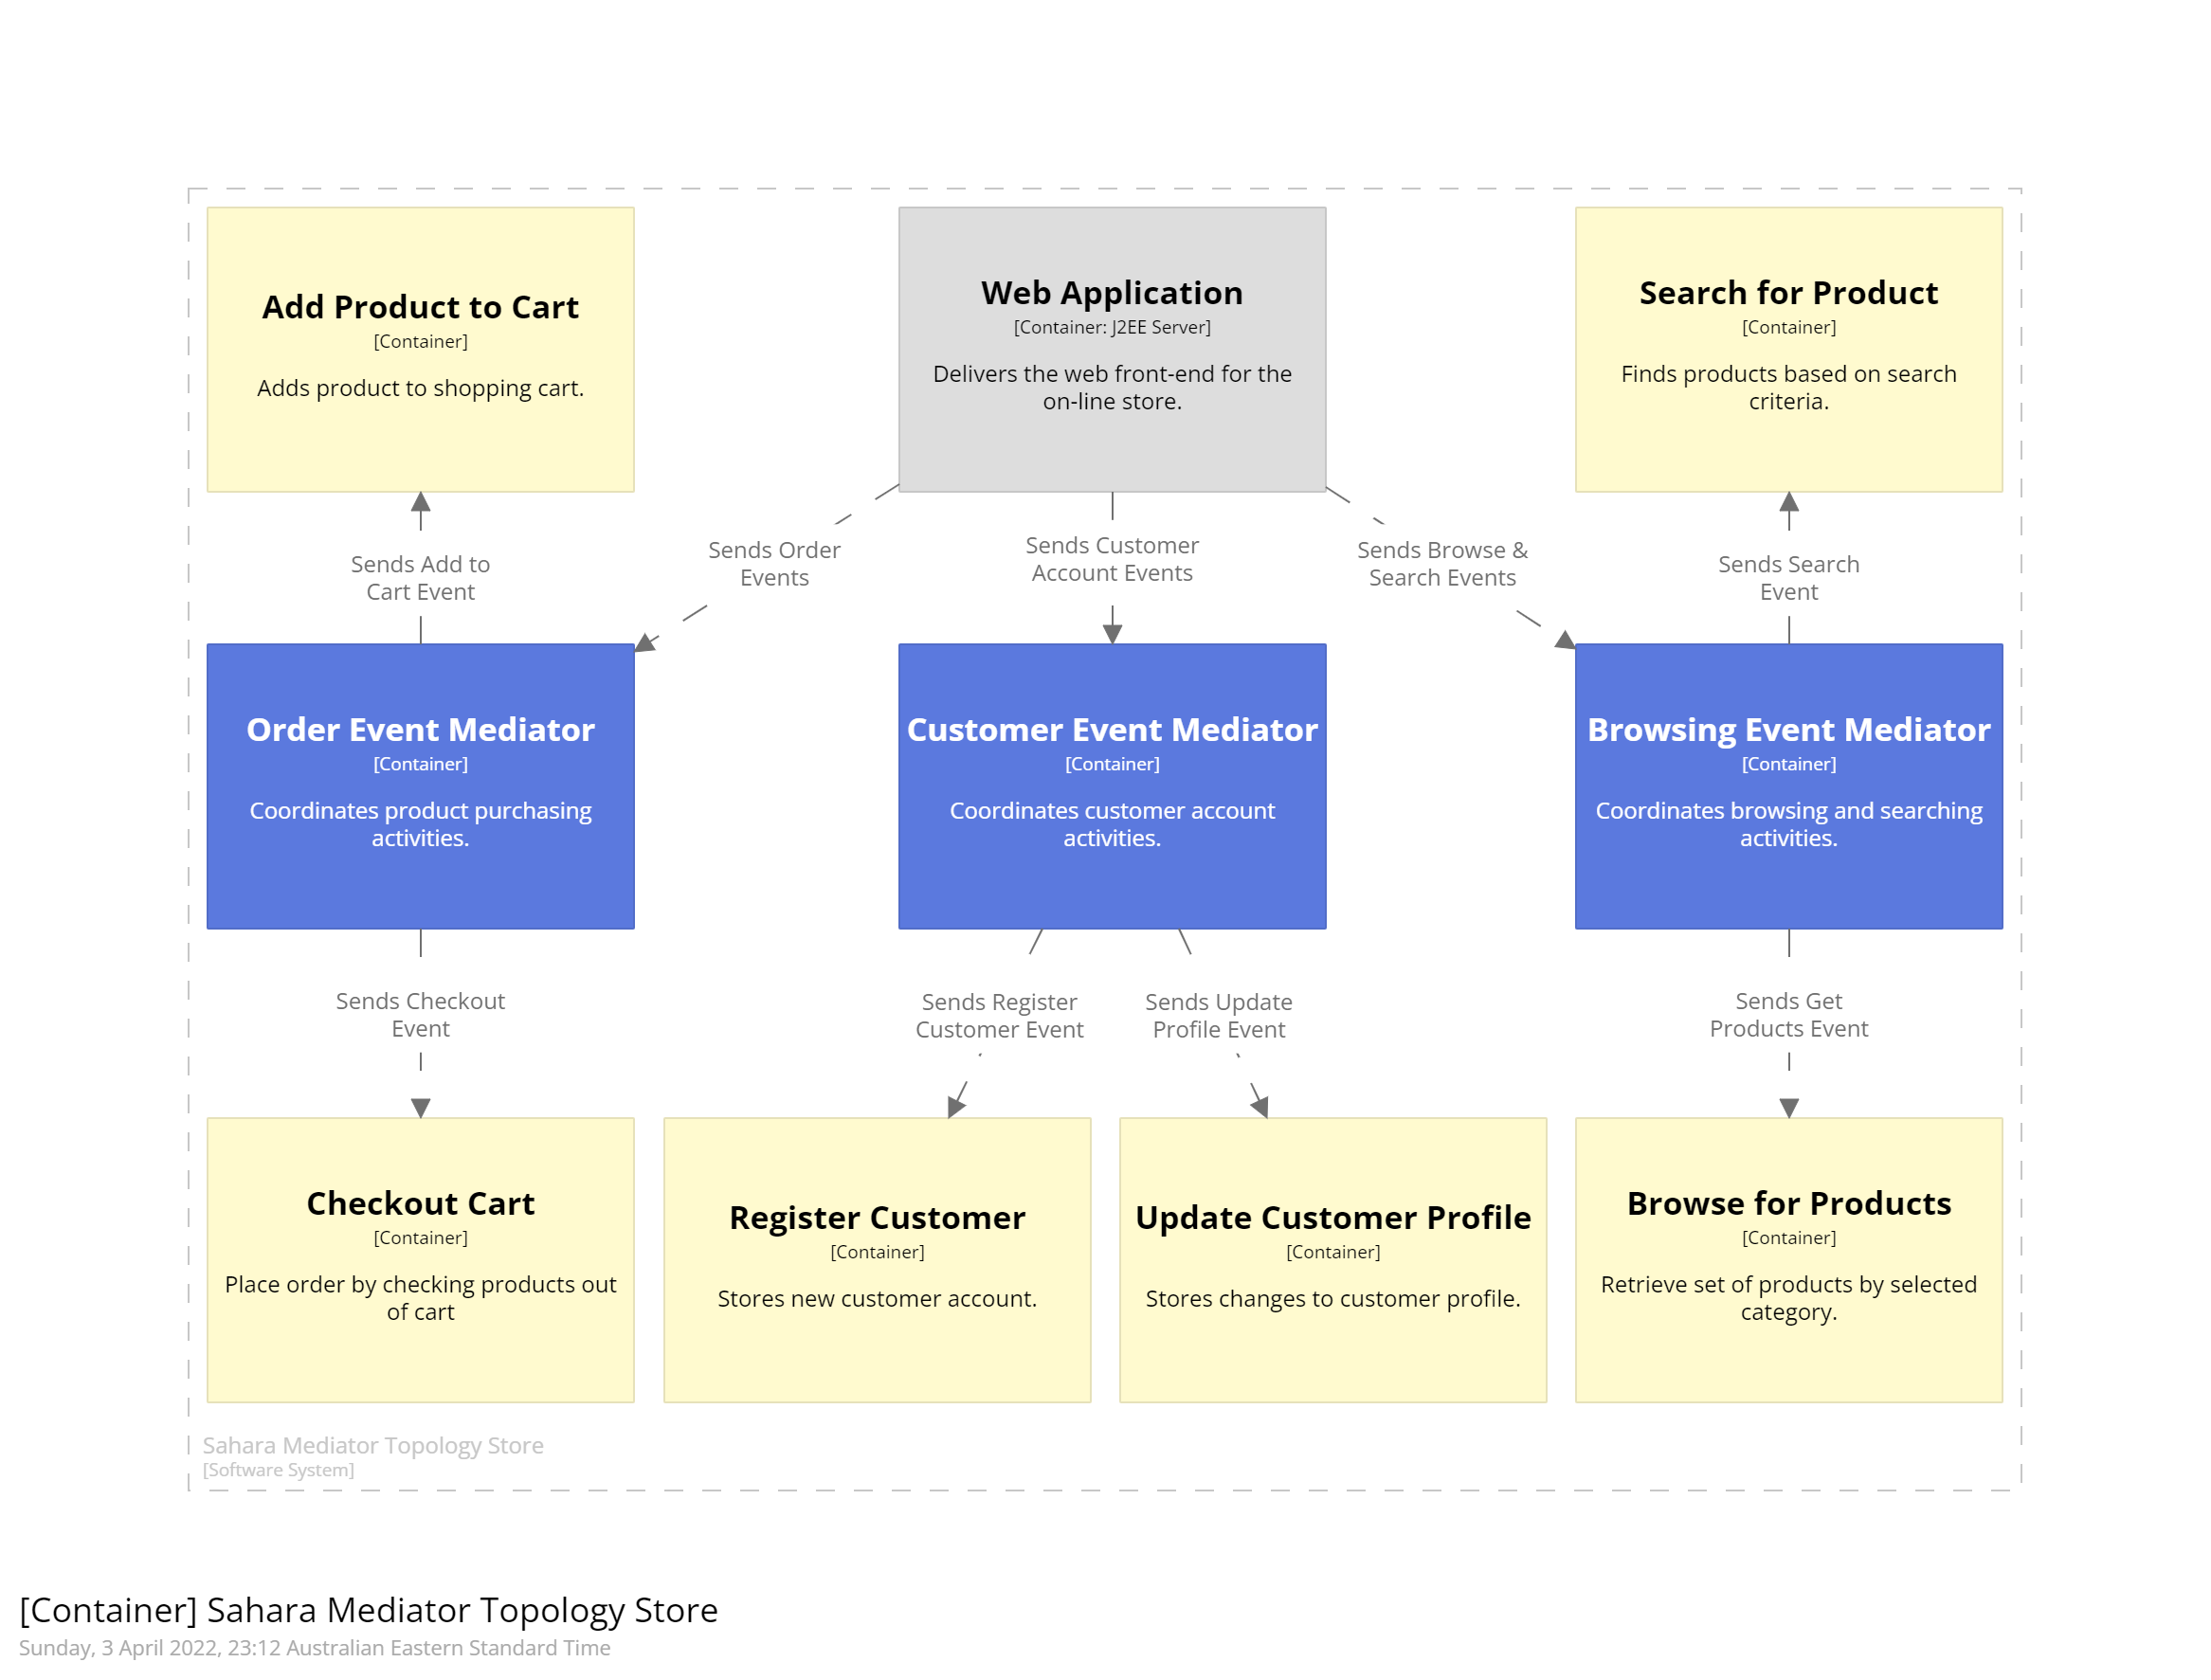 Add Product to Cart
[Container]
Adds product to shopping cart.
Web Application
[Container: J2EE Server]
Delivers the web front-end for the
on-line store.
Search for Product
[Container]
Finds products based on search
criteria.
Sends Add to
Cart Event
Sends Order
Events
Sends Customer
Account Events
Sends Browse &
Search Events
Sends Search
Event
Order Event Mediator
[Container]
Coordinates product purchasing
activities.
Customer Event Mediator
[Container]
Coordinates customer account
activities.
Browsing Event Mediator
[Container]
Coordinates browsing and searching
activities.
Sends Checkout
Event
Sends Register
Customer Event
Sends Update
Profile Event
Sends Get
Products Event
Checkout Cart
[Container]
Place order by checking products out
of cart
Register Customer
[Container]
Stores new customer account.
Update Customer Profile
[Container]
Stores changes to customer profile.
Browse for Products
[Container]
Retrieve set of products by selected
category.
Sahara Mediator Topology Store
[Software System]
[Container] Sahara Mediator Topology Store
Sunday, 3 April 2022, 23:12 Australian Eastern Standard Time